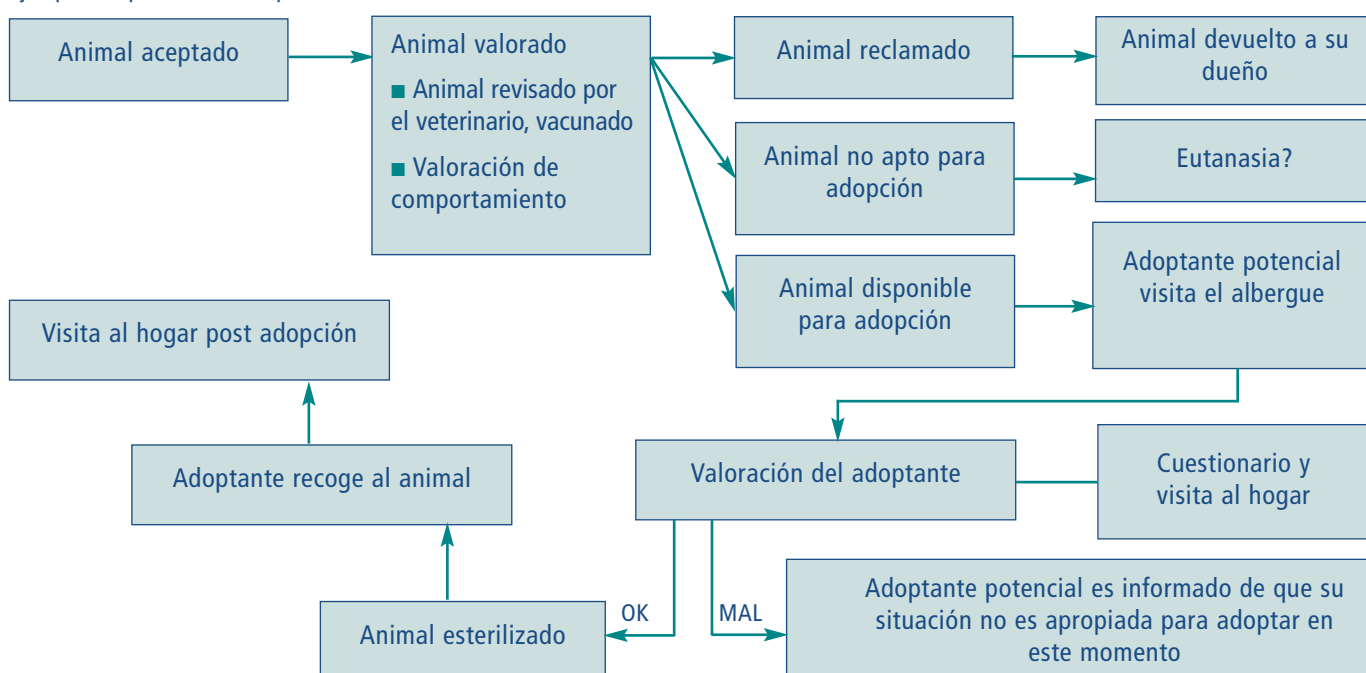 Animal aceptado
Animal valorado
■ Animal revisado por
el veterinario, vacunado
■ Valoración de
comportamiento
Animal reclamado
Animal devuelto a su
dueño
Animal no apto para
adopción
Eutanasia?
Animal disponible
para adopción
Adoptante potencial
visita el albergue
Visita al hogar post adopción
Adoptante recoge al animal
Valoración del adoptante
Cuestionario y
visita al hogar
Animal esterilizado
OK
MAL
Adoptante potencial es informado de que su
situación no es apropiada para adoptar en
este momento